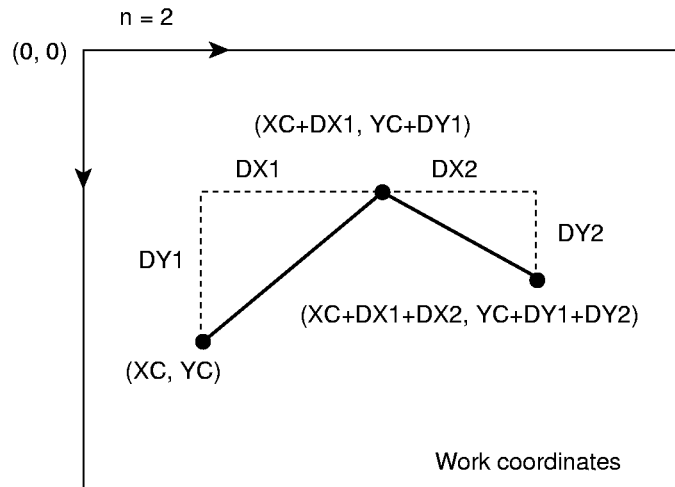 n = 2
(0, 0)
(XC+DX1, YC+DY1)
DX1
DX2
DY1
DY2
(XC+DX1+DX2, YC+DY1+DY2)
(XC, YC)
Work coordinates